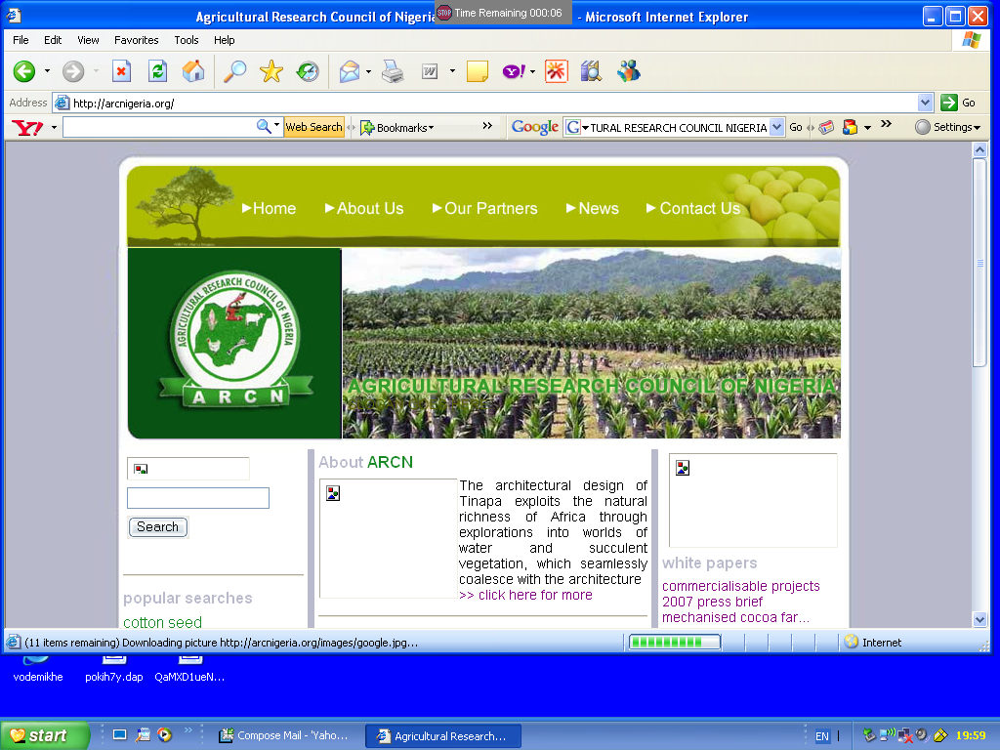 Agricultural Research Council of Nigeria
STOP Time Remaining 000:06
- Microsoft Internet Explorer
File Edit View Favorites Tools Help
Address http://arcnigeria.org/ Go
Y! Web Search Bookmarks >> Google G TURAL RESEARCH COUNCIL NIGERIA Go >> Settings
Home About Us Our Partners News Contact Us
AGRICULTURAL RESEARCH COUNCIL OF NIGERIA
ARCN
AGRICULTURAL RESEARCH COUNCIL OF NIGERIA
Search
popular searches
cotton seed
About ARCN
The architectural design of
Tinapa exploits the natural
richness of Africa through
explorations into worlds of
water and succulent
vegetation, which seamlessly
coalesce with the architecture
>> click here for more
white papers
commercialisable projects
2007 press brief
mechanised cocoa far...
(11 items remaining) Downloading picture http://arcnigeria.org/images/google.jpg...
Internet
vodemikhe pokih7y.dap QaMXD1ueN...
start >> Compose Mail - 'Yaho... Agricultural Research... EN 19:59